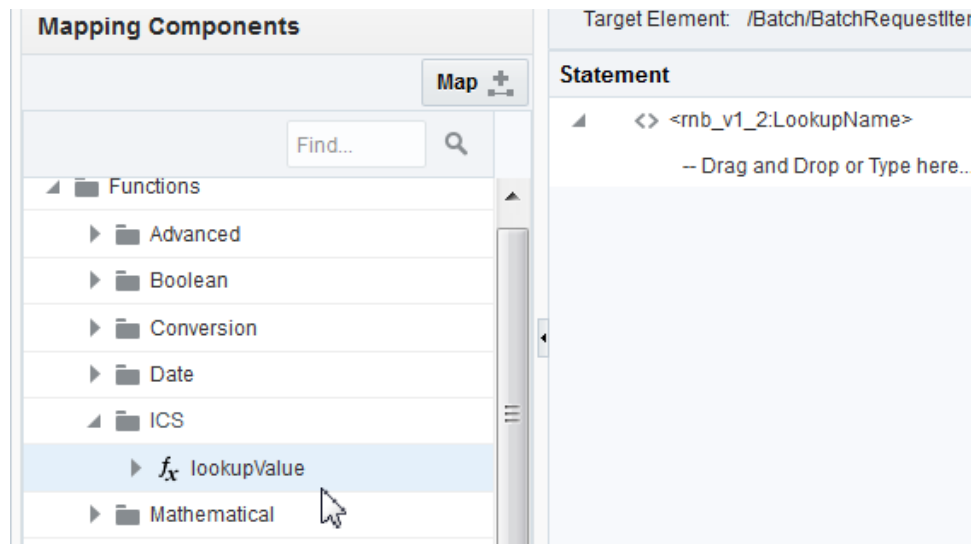 Mapping Components
Map
Find...
Functions
Advanced
Boolean
Conversion
Date
ICS
fx lookupValue
Mathematical
Target Element: /Batch/BatchRequestIter
Statement
<> <rnb_v1_2:LookupName>
-- Drag and Drop or Type here...